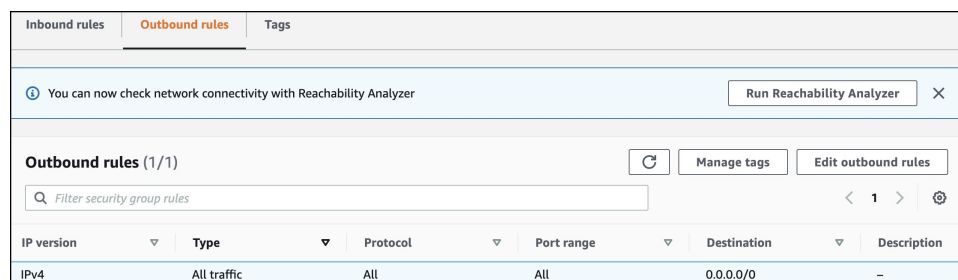 Inbound rules Outbound rules Tags
You can now check network connectivity with Reachability Analyzer Run Reachability Analyzer
Outbound rules (1/1) Manage tags Edit outbound rules
Filter security group rules 1
IP version Type Protocol Port range Destination Description
IPv4 All traffic All All 0.0.0.0/0 –